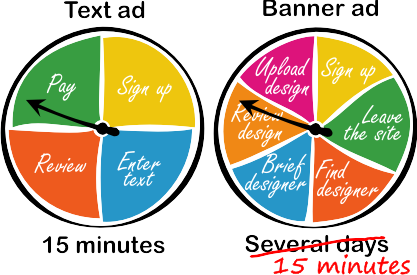 Text ad
Pay
Sign up
Review
Enter
text
15 minutes
Banner ad
Upload
design
Sign up
Review
design
Leave
the site
Brief
designer
Find
designer
Several days
15 minutes